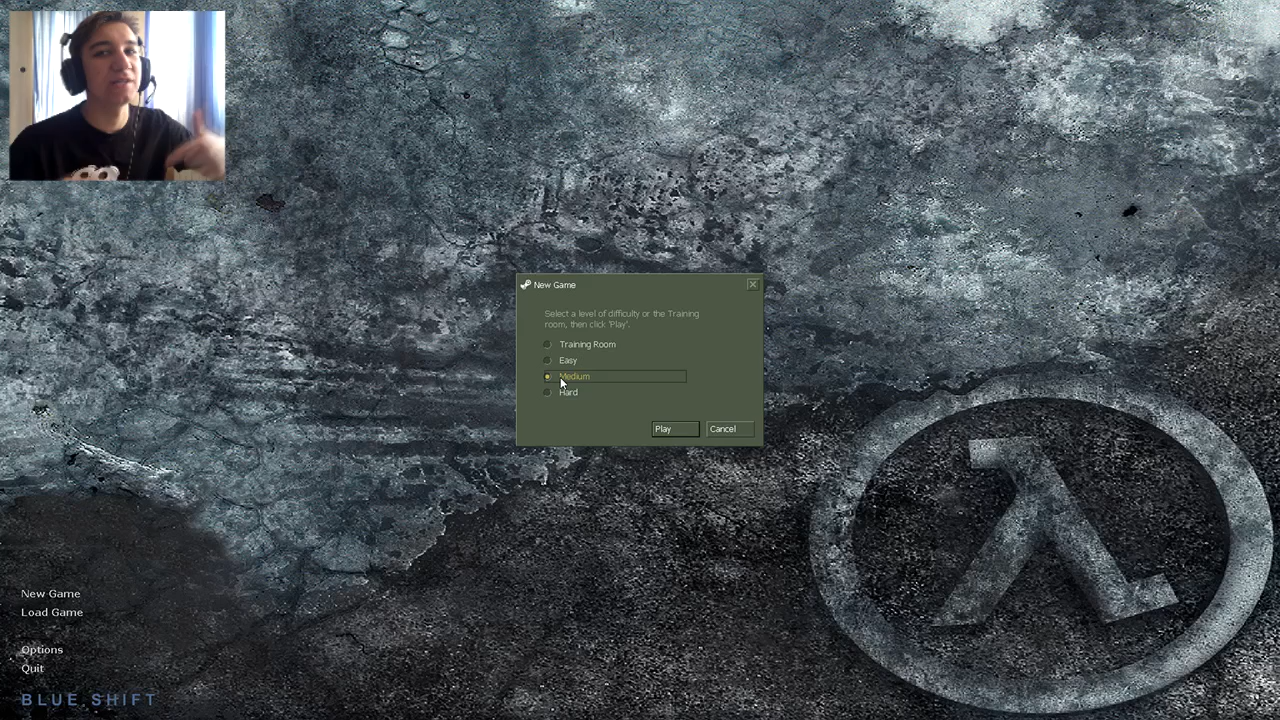 New Game
Select a level of difficulty or the Training
room, then click 'Play'.
Training Room
Easy
Medium
Hard
Play
Cancel
New Game
Load Game
Options
Quit
BLUE SHIFT